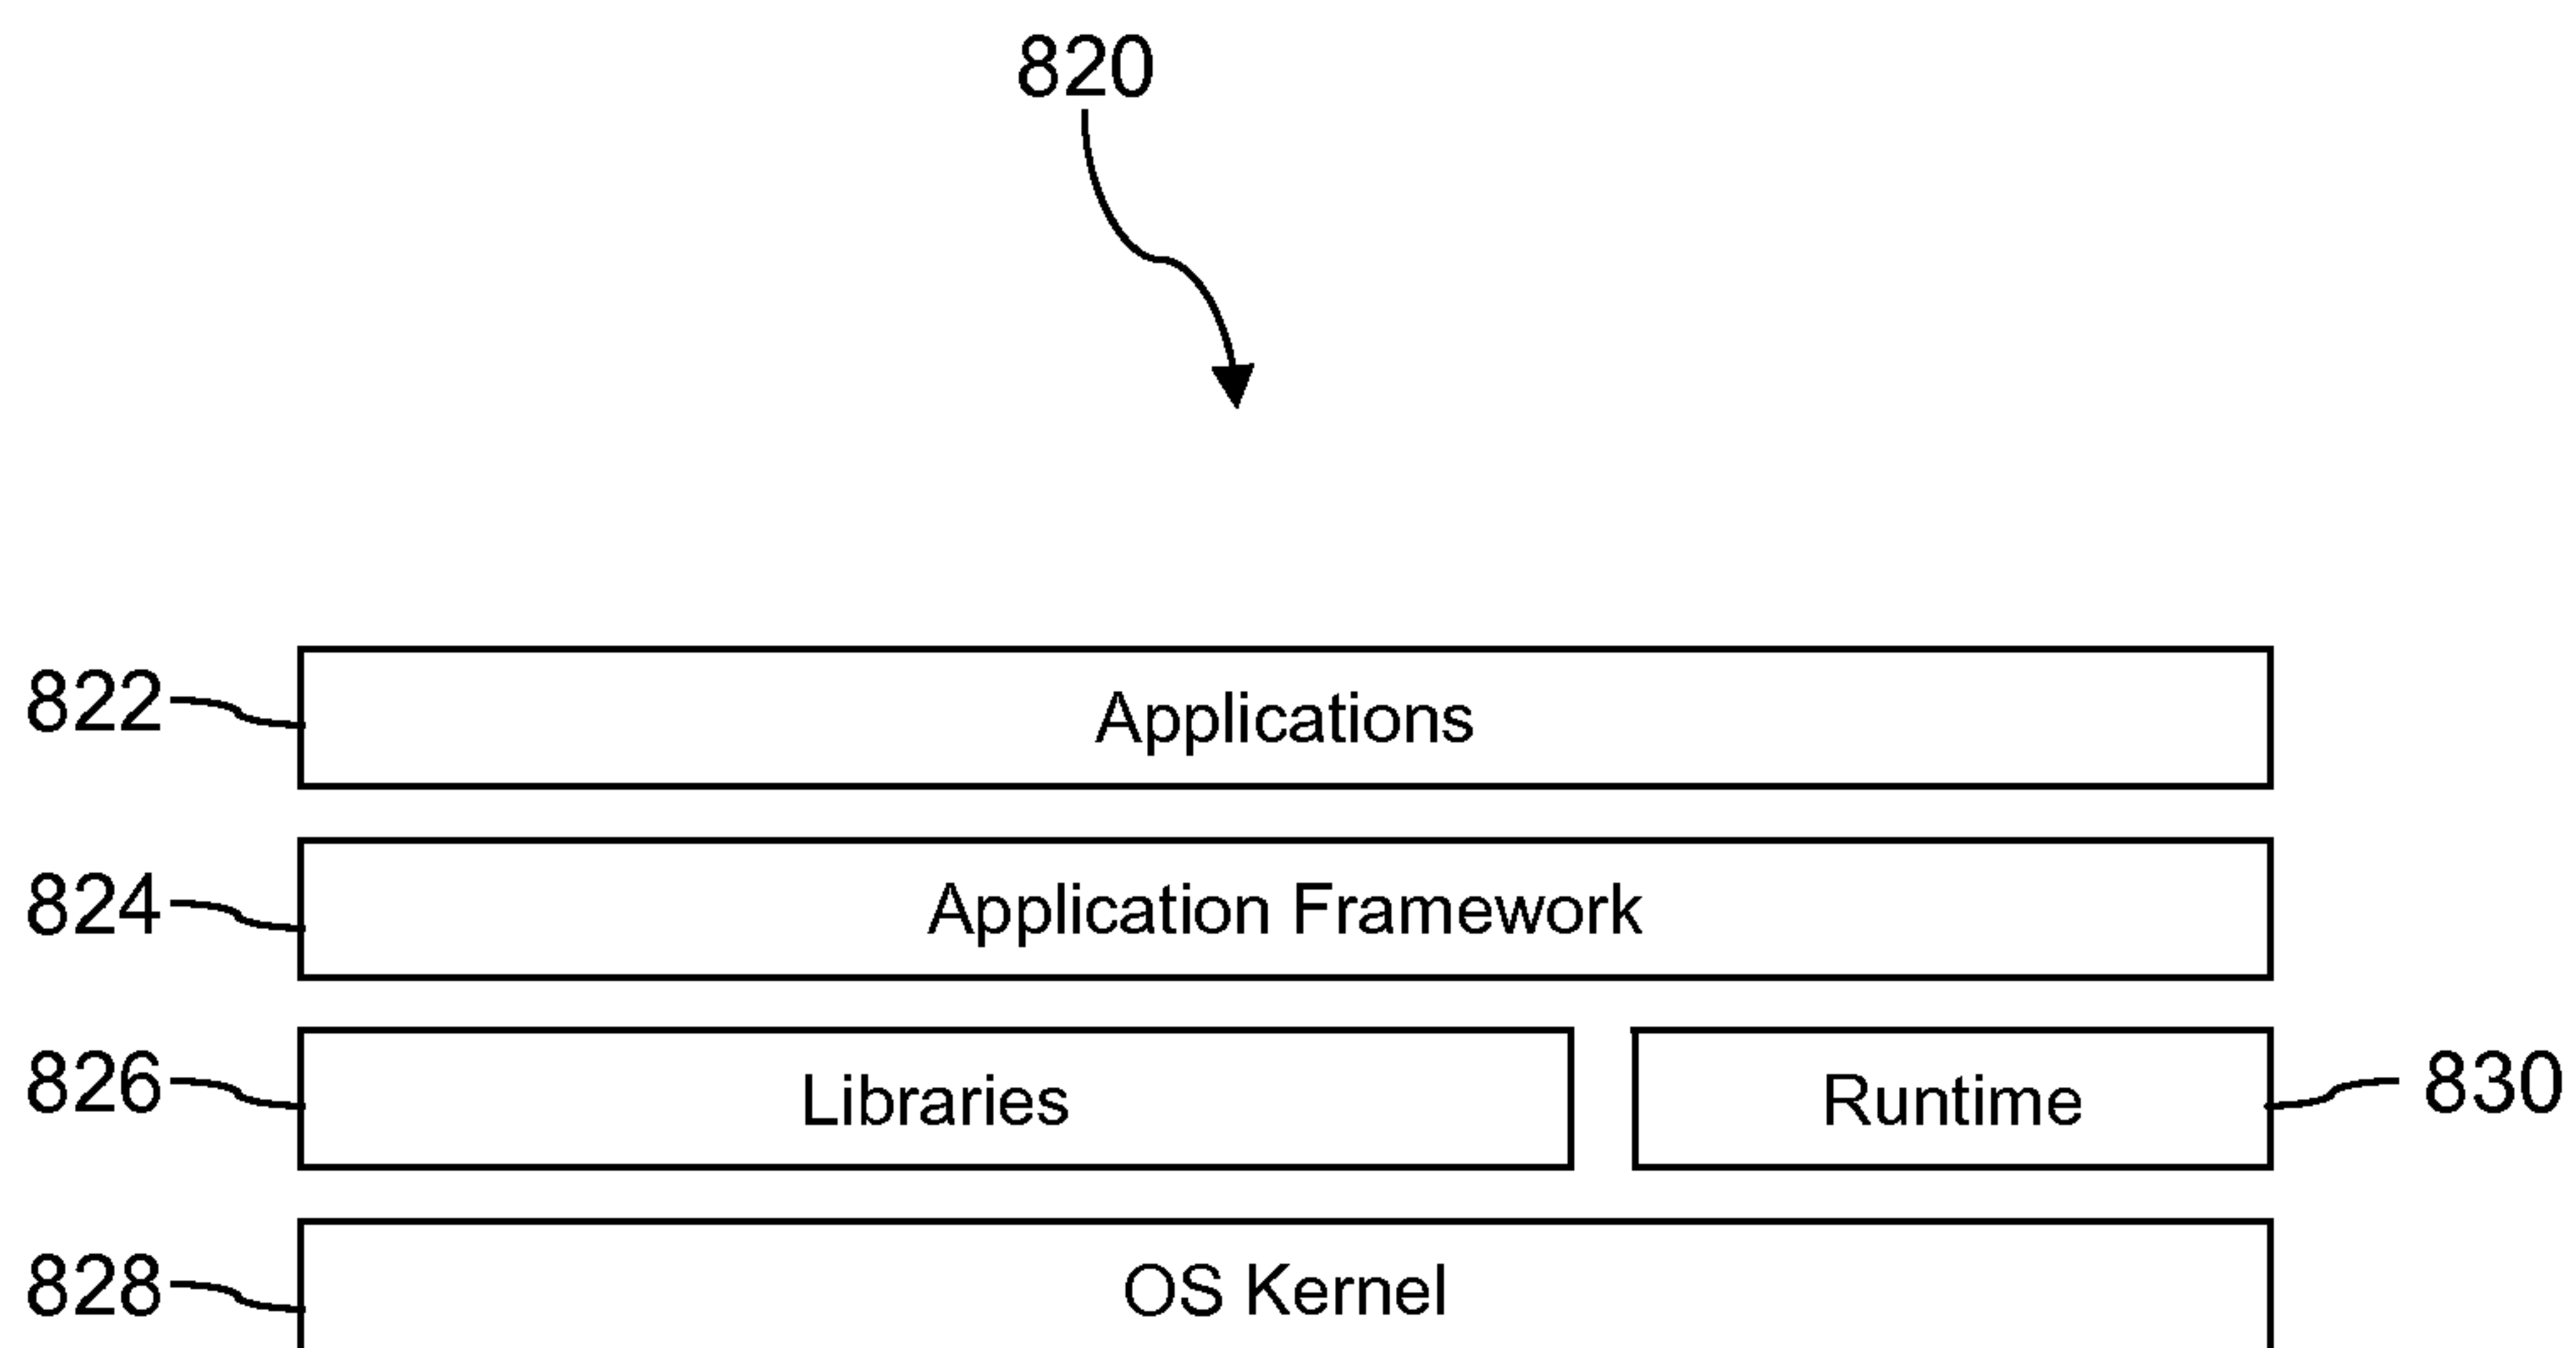 820
822 Applications
824 Application Framework
826 Libraries Runtime 830
828 OS Kernel